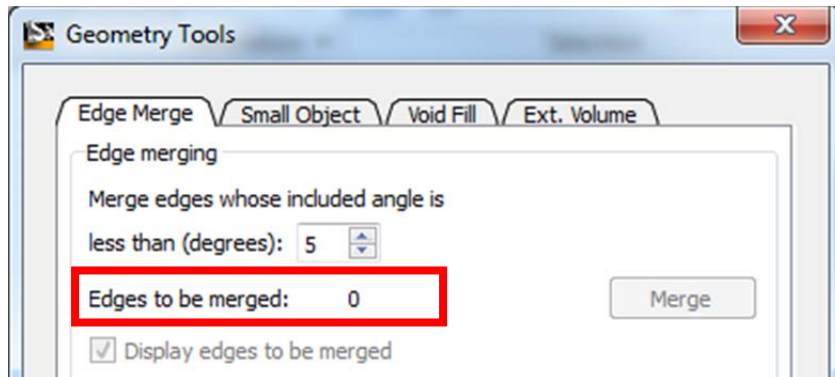 Geometry Tools
Edge Merge Small Object Void Fill Ext. Volume
Edge merging
Merge edges whose included angle is
less than (degrees): 5
Edges to be merged: 0 Merge
Display edges to be merged